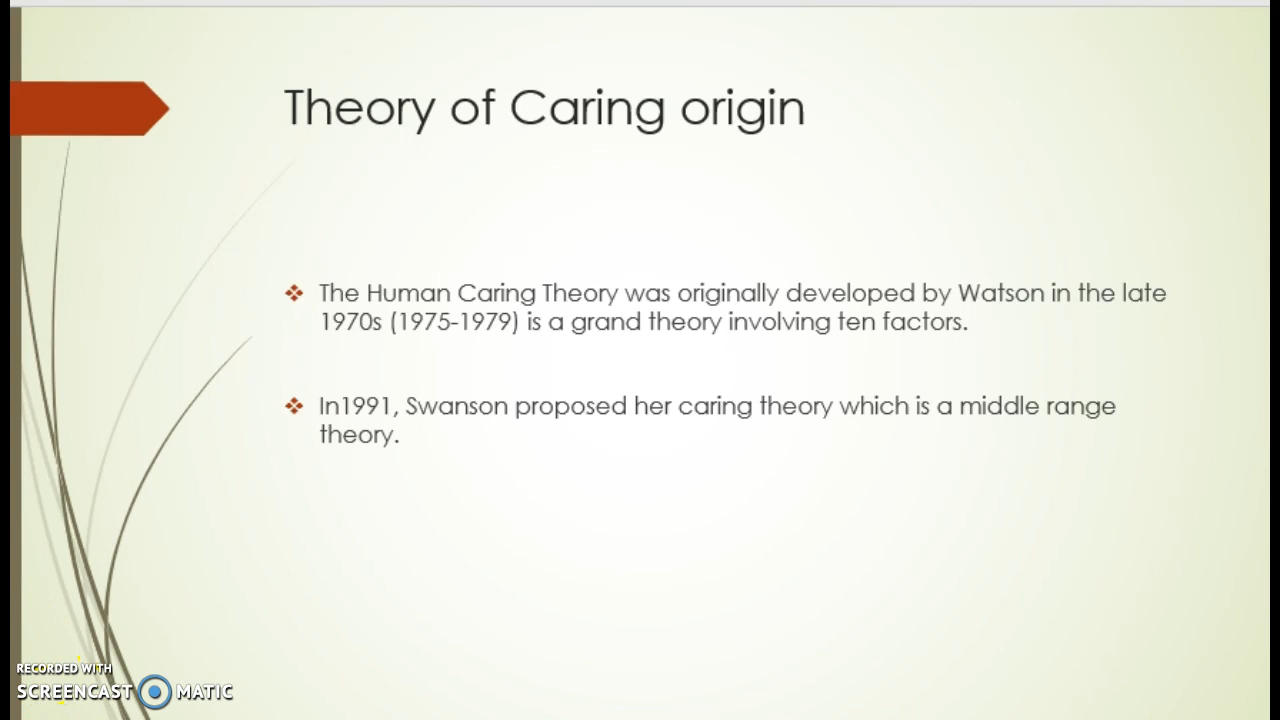 Theory of Caring origin
The Human Caring Theory was originally developed by Watson in the late
1970s (1975-1979) is a grand theory involving ten factors.
In1991, Swanson proposed her caring theory which is a middle range
theory.
RECORDED WITH
SCREENCAST MATIC